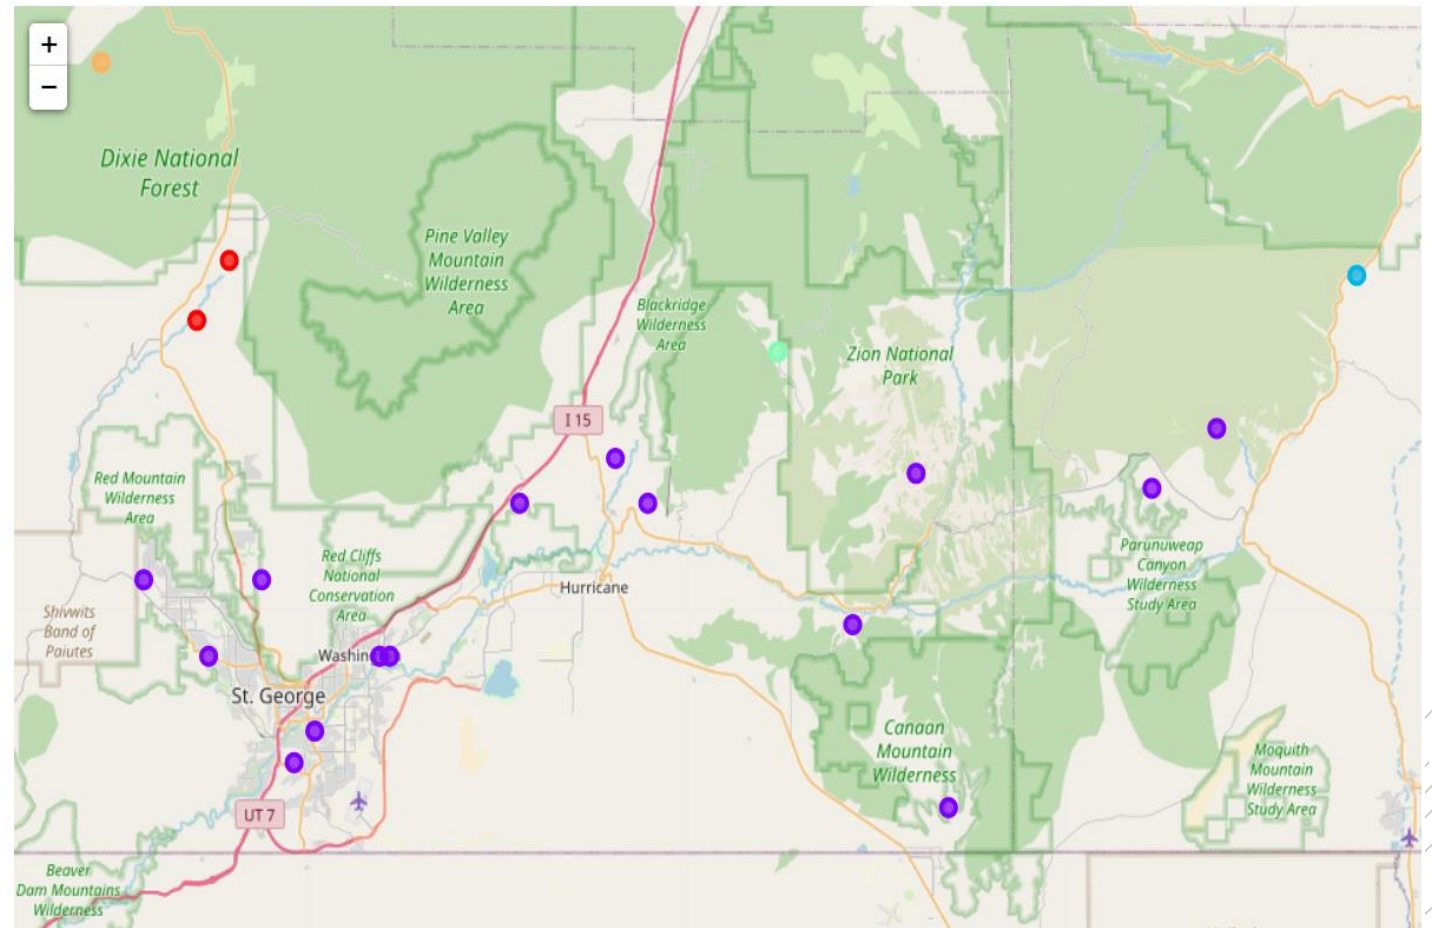 +
−
Dixie National
Forest
Pine Valley
Mountain
Wilderness
Area
Blackridge
Wilderness
Area
Zion National
Park
I 15
Red Mountain
Wilderness
Area
Red Cliffs
National
Conservation
Area
Hurricane
Parunuweap
Canyon
Wilderness
Study Area
Shivwits
Band of
Paiutes
Washin
St. George
Canaan
Mountain
Wilderness
Moquith
Mountain
Wilderness
Study Area
UT 7
Beaver
Dam Mountains
Wilderness